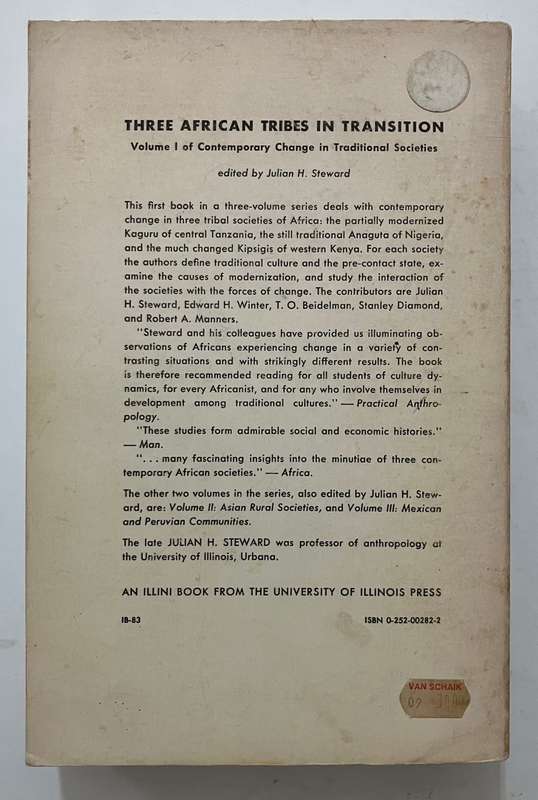 THREE AFRICAN TRIBES IN TRANSITION
Volume I of Contemporary Change in Traditional Societies
edited by Julian H. Steward
This first book in a three-volume series deals with contemporary
change in three tribal societies of Africa: the partially modernized
Kaguru of central Tanzania, the still traditional Anaguta of Nigeria,
and the much changed Kipsigis of western Kenya. For each society
the authors define traditional culture and the pre-contact state, ex-
amine the causes of modernization, and study the interaction of
the societies with the forces of change. The contributors are Julian
H. Steward, Edward H. Winter, T. O. Beidelman, Stanley Diamond,
and Robert A. Manners.
"Steward and his colleagues have provided us illuminating ob-
servations of Africans experiencing change in a variety of con-
trasting situations and with strikingly different results. The book
is therefore recommended reading for all students of culture dy-
namics, for every Africanist, and for any who involve themselves in
development among traditional cultures." — Practical Anthro-
pology.
"These studies form admirable social and economic histories."
— Man.
". . . many fascinating insights into the minutiae of three con-
temporary African societies." — Africa.
The other two volumes in the series, also edited by Julian H. Stew-
ard, are: Volume II: Asian Rural Societies, and Volume III: Mexican
and Peruvian Communities.
The late JULIAN H. STEWARD was professor of anthropology at
the University of Illinois, Urbana.
AN ILLINI BOOK FROM THE UNIVERSITY OF ILLINOIS PRESS
IB-83 ISBN 0-252-00282-2
VAN SCHAIK